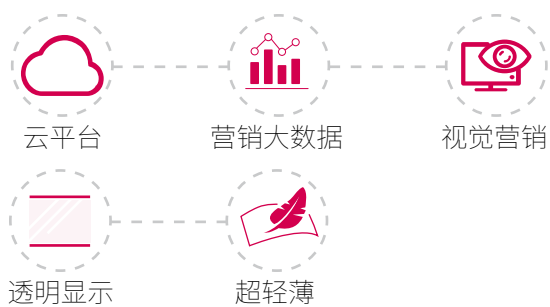 云平台
营销大数据
视觉营销
透明显示
超轻薄